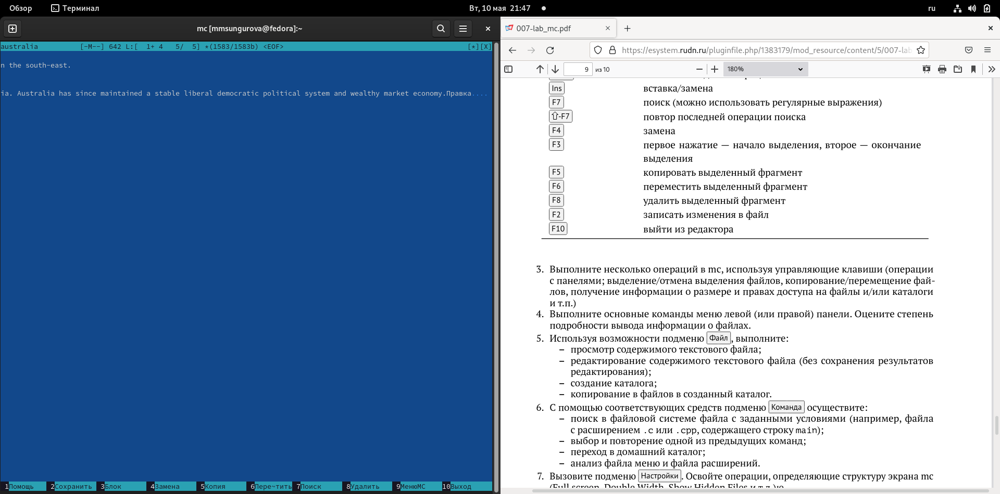 Обзор Терминал Вт, 10 мая 21:47 ru
mc [mmsungurova@fedora]:~
australia [-M--] 642 L:[ 1+ 4 5/ 5] *(1583/1583b) <EOF> [*][X]
n the south-east.
ia. Australia has since maintained a stable liberal democratic political system and wealthy market economy.Правка....
1Помощь 2Сохранить 3Блок 4Замена 5Копия 6Пере~тить 7Поиск 8Удалить 9МенюMC 10Выход
007-lab_mc.pdf
https://esystem.rudn.ru/pluginfile.php/1383179/mod_resource/content/5/007-lab
9 из 10 180%
Ins вставка/замена
F7 поиск (можно использовать регулярные выражения)
⇧-F7 повтор последней операции поиска
F4 замена
F3 первое нажатие — начало выделения, второе — окончание
выделения
F5 копировать выделенный фрагмент
F6 переместить выделенный фрагмент
F8 удалить выделенный фрагмент
F2 записать изменения в файл
F10 выйти из редактора
3. Выполните несколько операций в mc, используя управляющие клавиши (операции
с панелями; выделение/отмена выделения файлов, копирование/перемещение фай-
лов, получение информации о размере и правах доступа на файлы и/или каталоги
и т.п.)
4. Выполните основные команды меню левой (или правой) панели. Оцените степень
подробности вывода информации о файлах.
5. Используя возможности подменю Файл, выполните:
– просмотр содержимого текстового файла;
– редактирование содержимого текстового файла (без сохранения результатов
редактирования);
– создание каталога;
– копирование в файлов в созданный каталог.
6. С помощью соответствующих средств подменю Команда осуществите:
– поиск в файловой системе файла с заданными условиями (например, файла
с расширением .c или .cpp, содержащего строку main);
– выбор и повторение одной из предыдущих команд;
– переход в домашний каталог;
– анализ файла меню и файла расширений.
7. Вызовите подменю Настройки. Освойте операции, определяющие структуру экрана mc
(Full screen, Double Width, Show Hidden Files и т.д.)ю